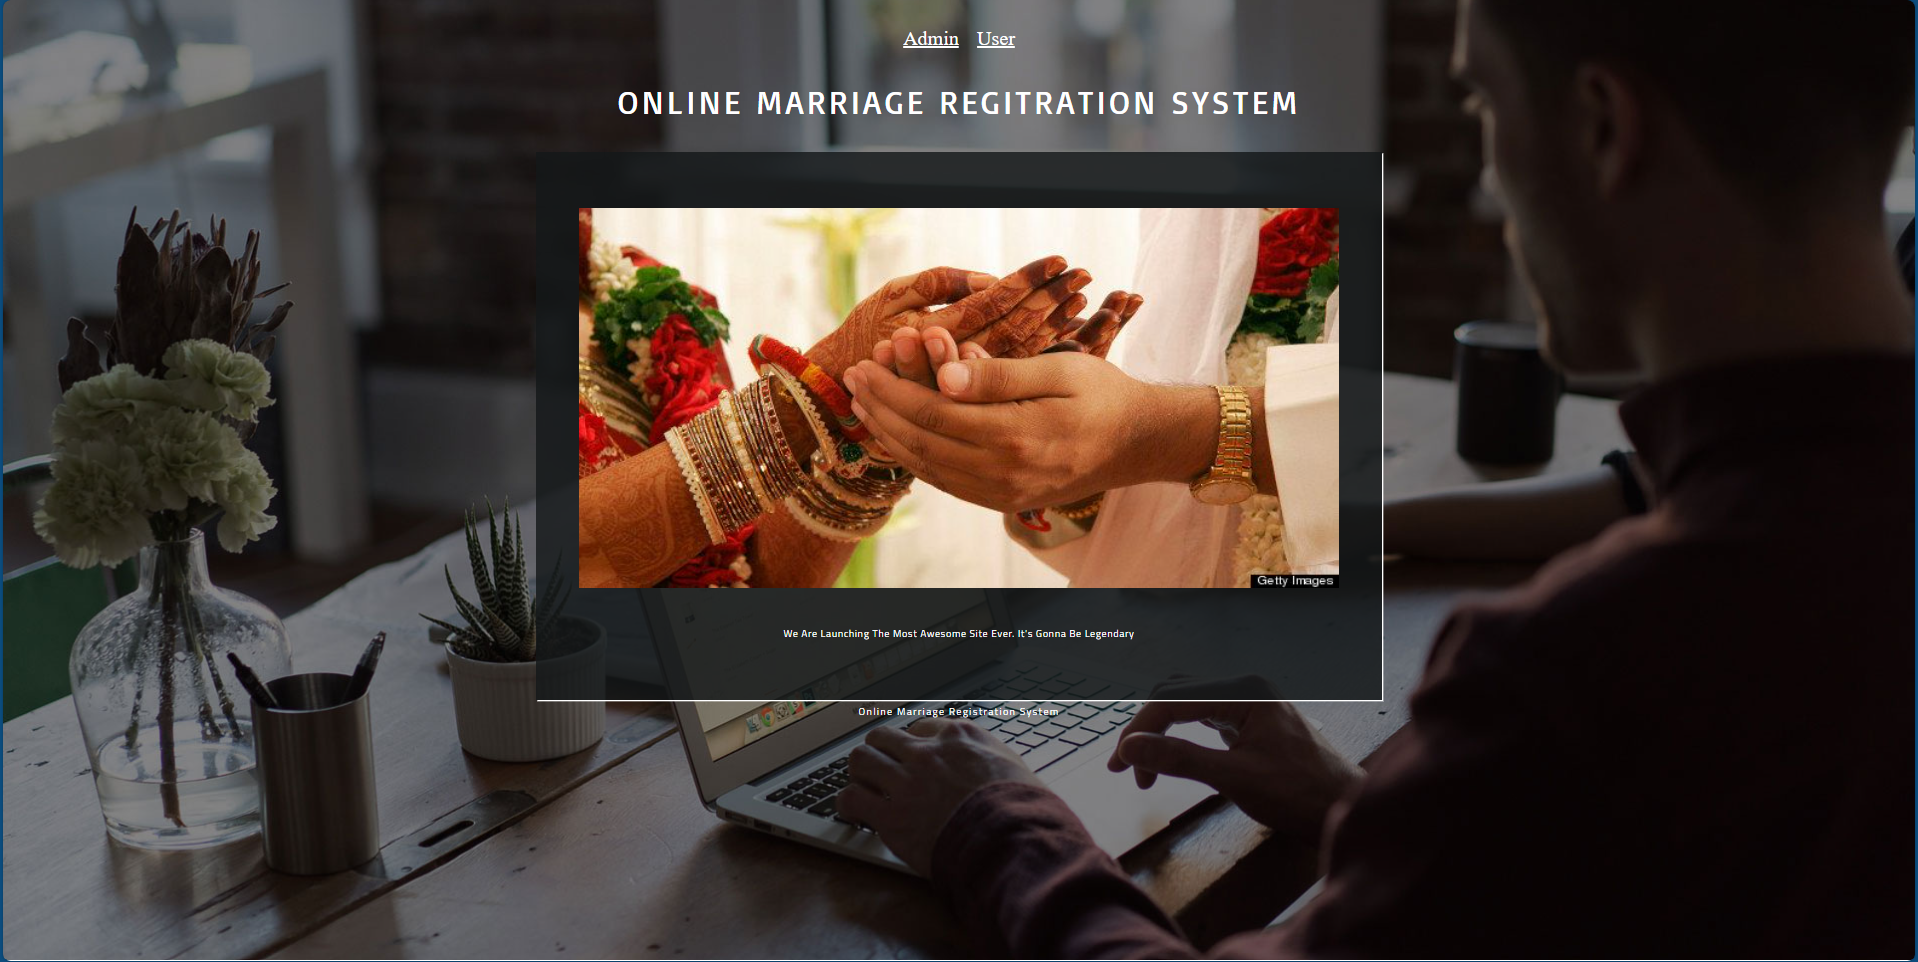 Admin User
ONLINE MARRIAGE REGITRATION SYSTEM
Getty Images
We Are Launching The Most Awesome Site Ever. It's Gonna Be Legendary
Online Marriage Registration System